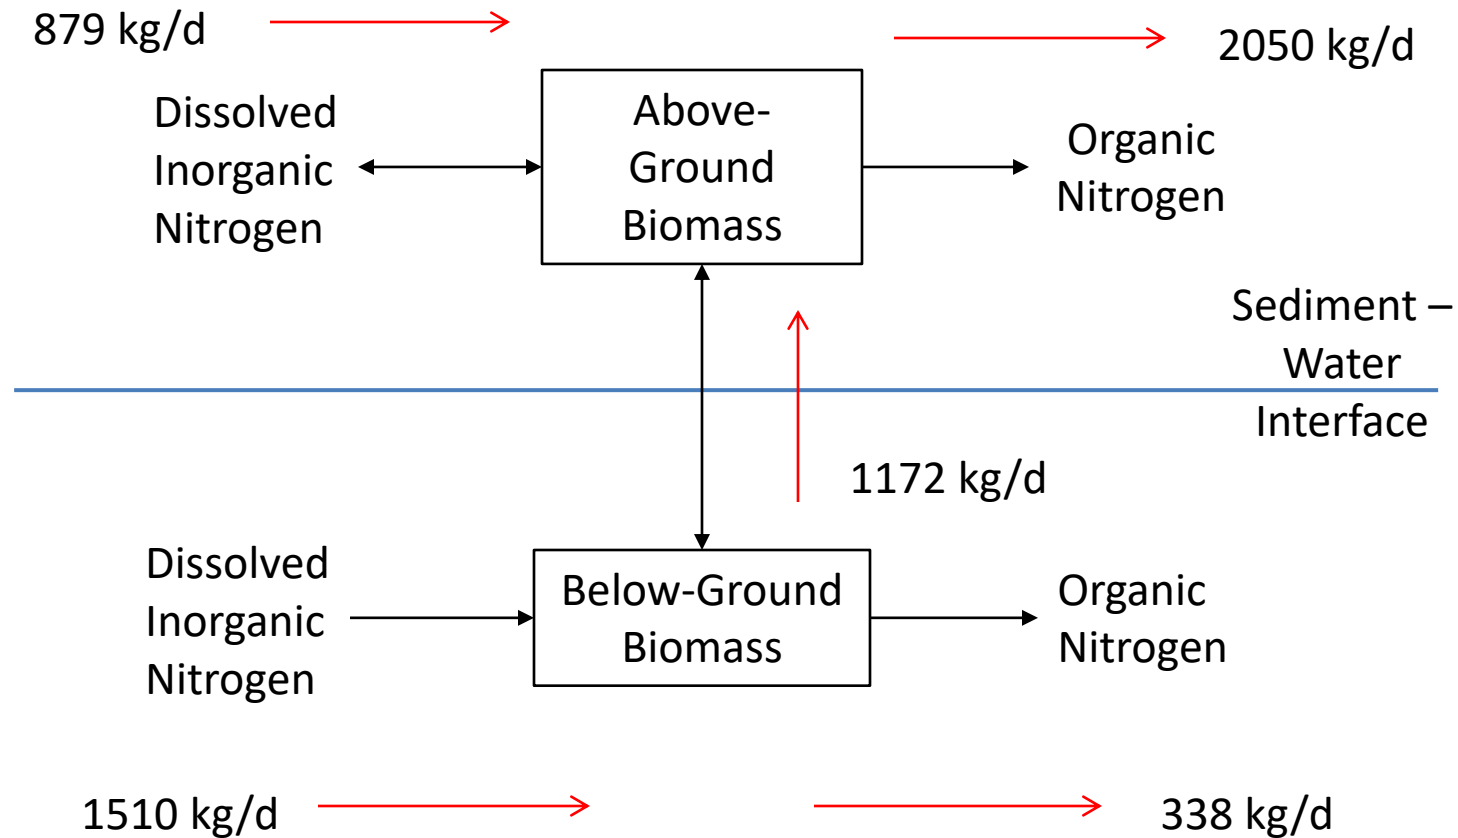 879 kg/d
2050 kg/d
Dissolved
Inorganic
Nitrogen
Above-
Ground
Biomass
Organic
Nitrogen
Sediment –
Water
Interface
1172 kg/d
Dissolved
Inorganic
Nitrogen
Below-Ground
Biomass
Organic
Nitrogen
1510 kg/d
338 kg/d